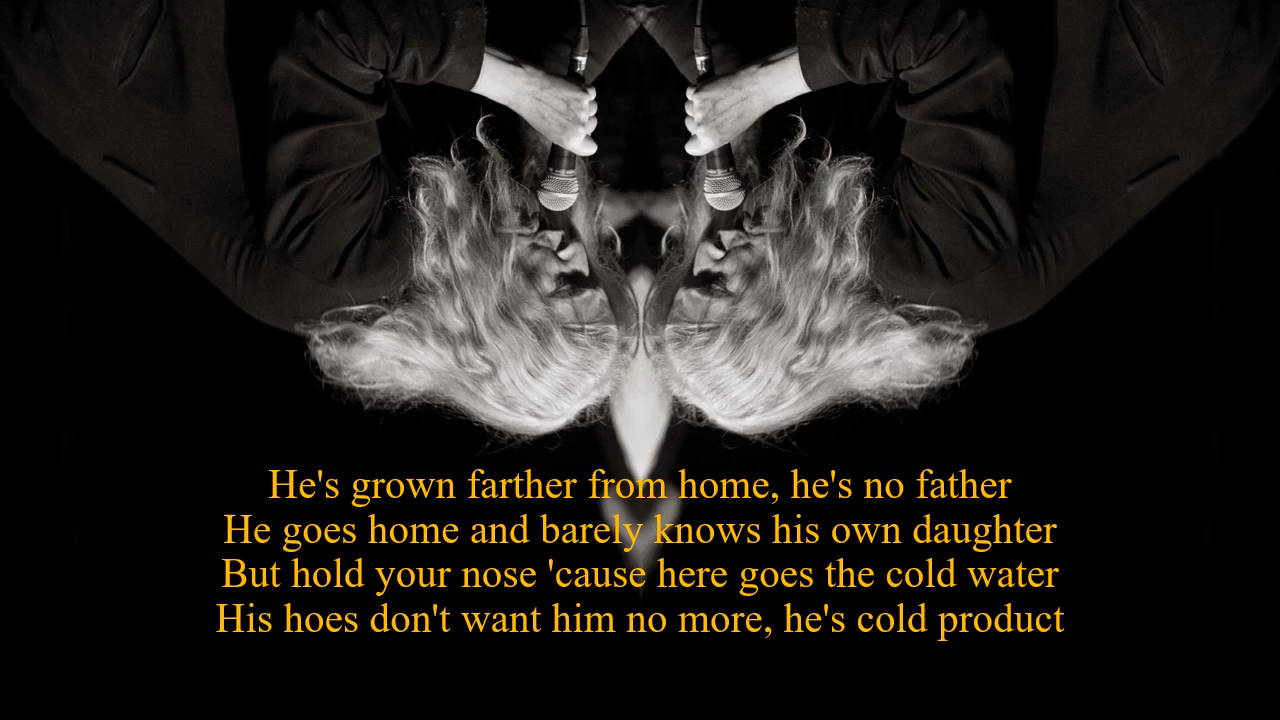 He's grown farther from home, he's no father
He goes home and barely knows his own daughter
But hold your nose 'cause here goes the cold water
His hoes don't want him no more, he's cold product